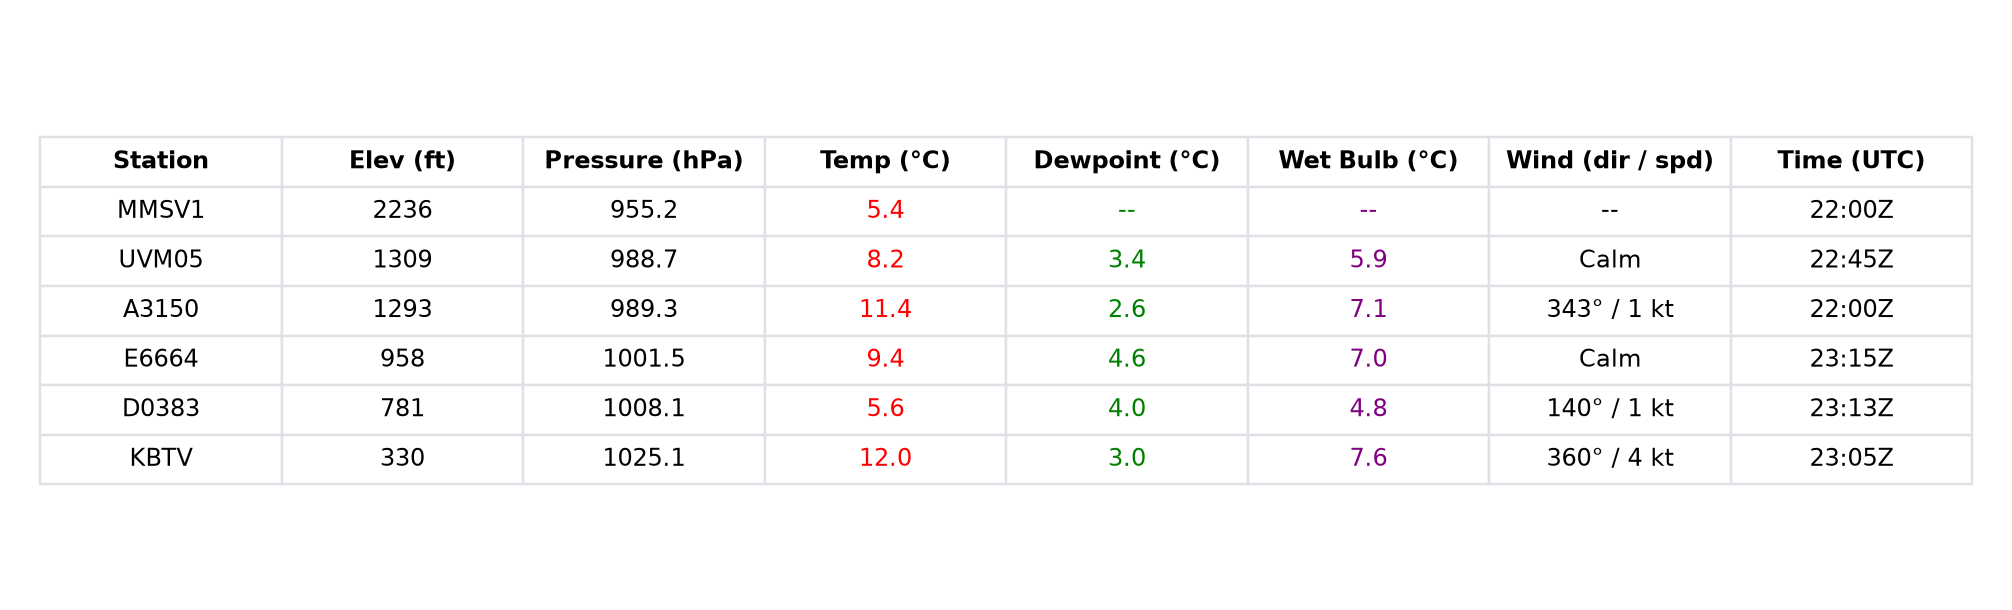 Station Elev (ft) Pressure (hPa) Temp (°C) Dewpoint (°C) Wet Bulb (°C) Wind (dir / spd) Time (UTC)
MMSV1 2236 955.2 5.4 -- -- -- 22:00Z
UVM05 1309 988.7 8.2 3.4 5.9 Calm 22:45Z
A3150 1293 989.3 11.4 2.6 7.1 343° / 1 kt 22:00Z
E6664 958 1001.5 9.4 4.6 7.0 Calm 23:15Z
D0383 781 1008.1 5.6 4.0 4.8 140° / 1 kt 23:13Z
KBTV 330 1025.1 12.0 3.0 7.6 360° / 4 kt 23:05Z